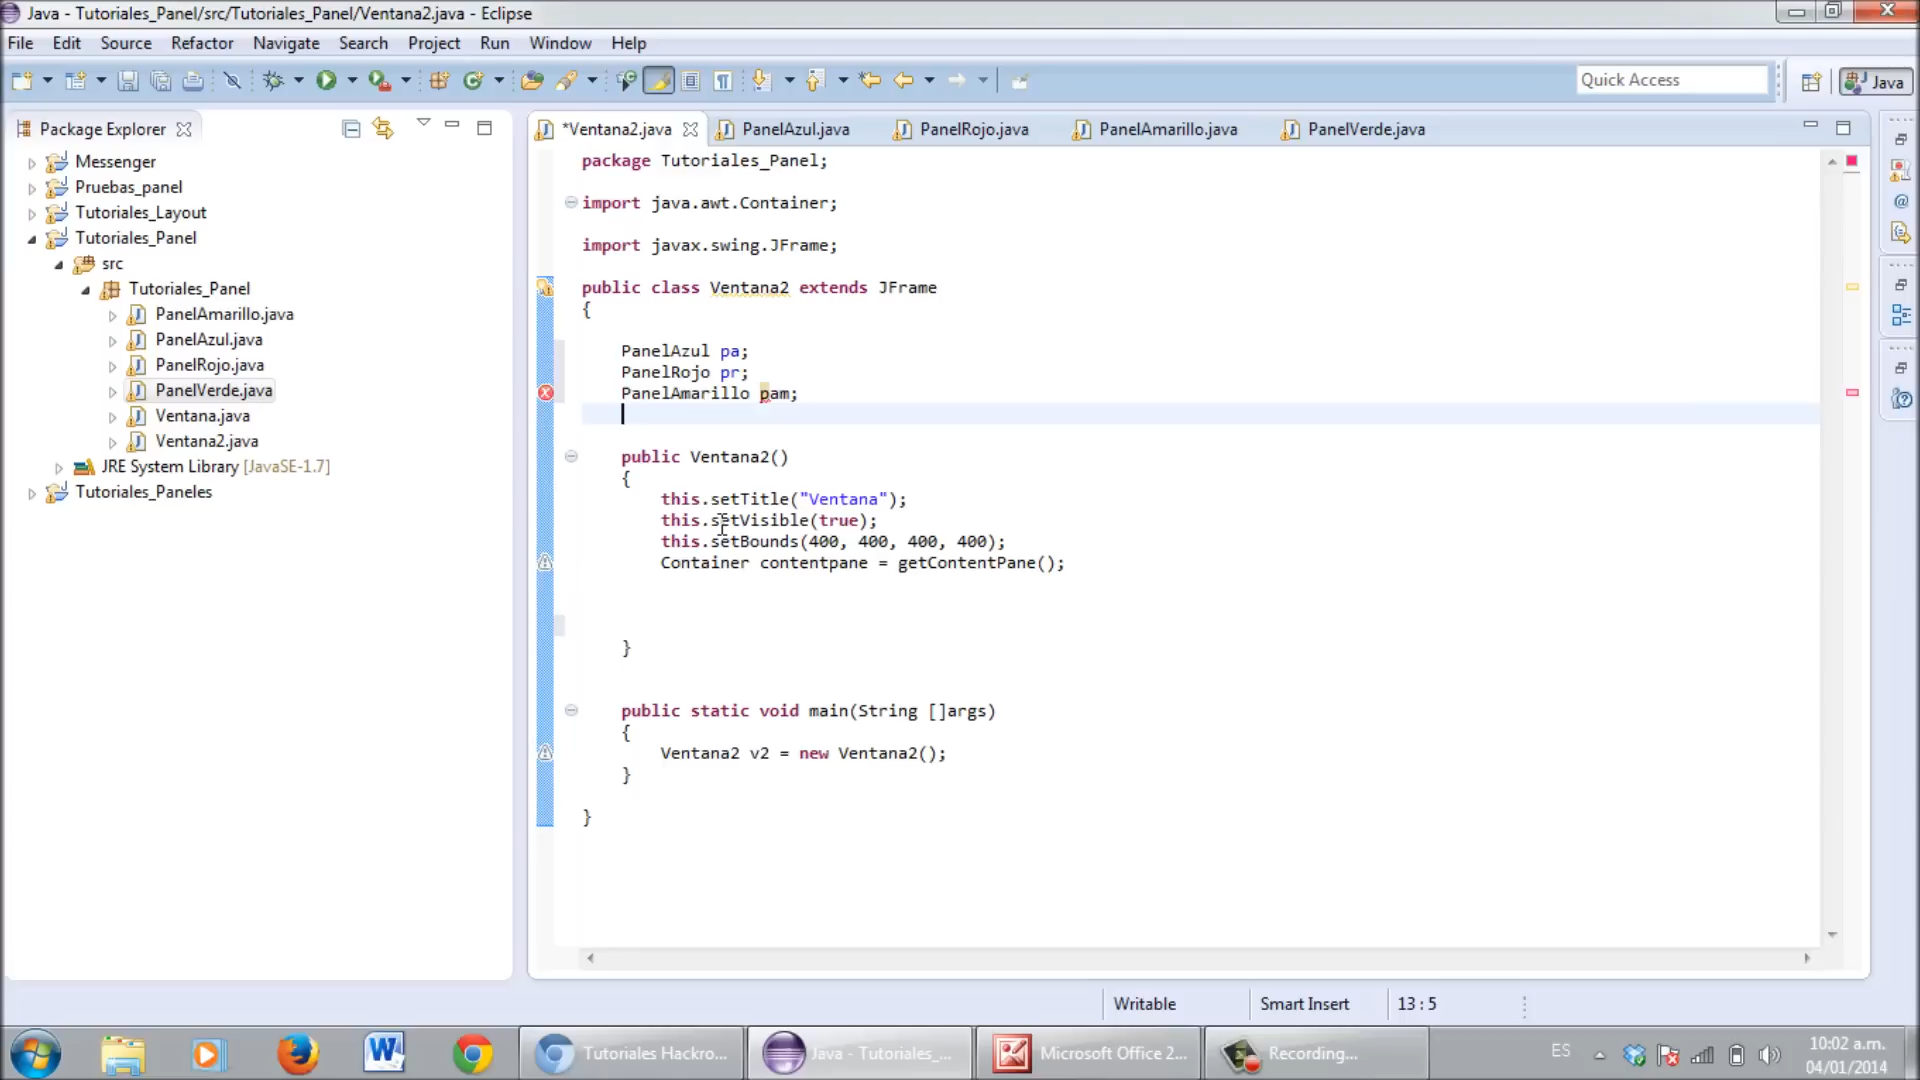 Java - Tutoriales_Panel/src/Tutoriales_Panel/Ventana2.java - Eclipse
File Edit Source Refactor Navigate Search Project Run Window Help
Quick Access
Java
Package Explorer
Messenger
Pruebas_panel
Tutoriales_Layout
Tutoriales_Panel
src
Tutoriales_Panel
PanelAmarillo.java
PanelAzul.java
PanelRojo.java
PanelVerde.java
Ventana.java
Ventana2.java
JRE System Library [JavaSE-1.7]
Tutoriales_Paneles
*Ventana2.java PanelAzul.java PanelRojo.java PanelAmarillo.java PanelVerde.java
package Tutoriales_Panel;
import java.awt.Container;
import javax.swing.JFrame;
public class Ventana2 extends JFrame
{
PanelAzul pa;
PanelRojo pr;
PanelAmarillo pam;
public Ventana2()
{
this.setTitle("Ventana");
this.setVisible(true);
this.setBounds(400, 400, 400, 400);
Container contentpane = getContentPane();
}
public static void main(String []args)
{
Ventana2 v2 = new Ventana2();
}
}
Writable Smart Insert 13 : 5
Tutoriales Hackro... Java - Tutoriales_... Microsoft Office 2... Recording...
ES
10:02 a.m.
04/01/2014